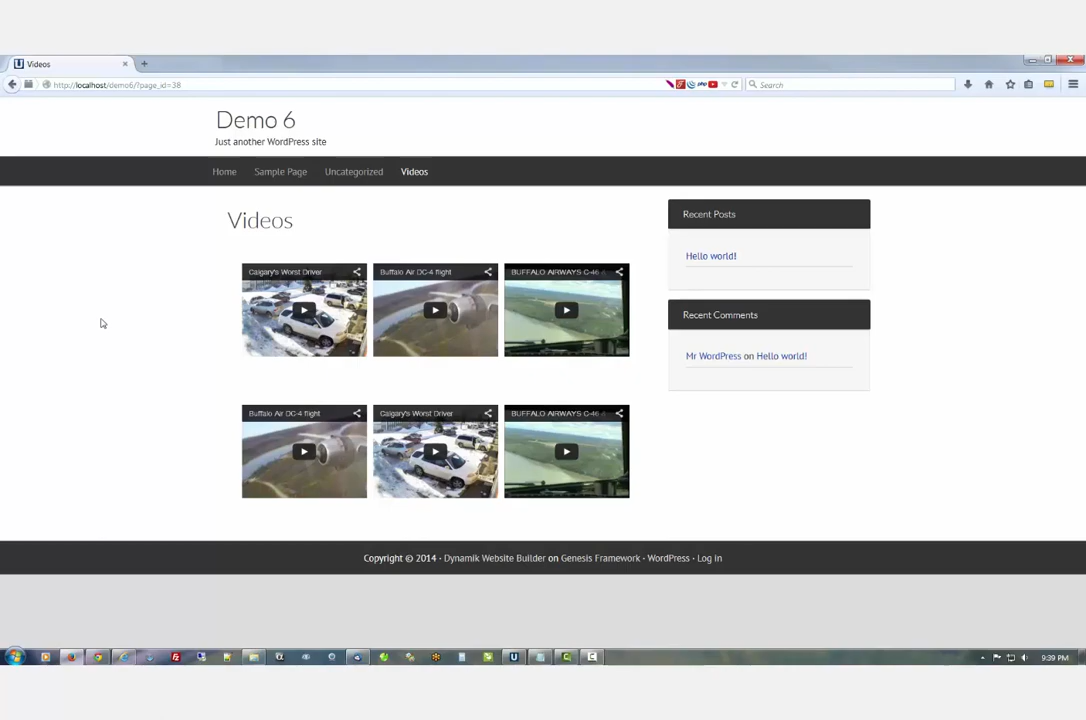 Videos
http://localhost/demo6/?page_id=38
php
Search
Demo 6
Just another WordPress site
Home Sample Page Uncategorized Videos
Videos
Calgary's Worst Driver Buffalo Air DC-4 flight BUFFALO AIRWAYS C-46
Buffalo Air DC-4 flight Calgary's Worst Driver BUFFALO AIRWAYS C-46
Recent Posts
Hello world!
Recent Comments
Mr WordPress on Hello world!
Copyright © 2014 · Dynamik Website Builder on Genesis Framework · WordPress · Log in
9:39 PM